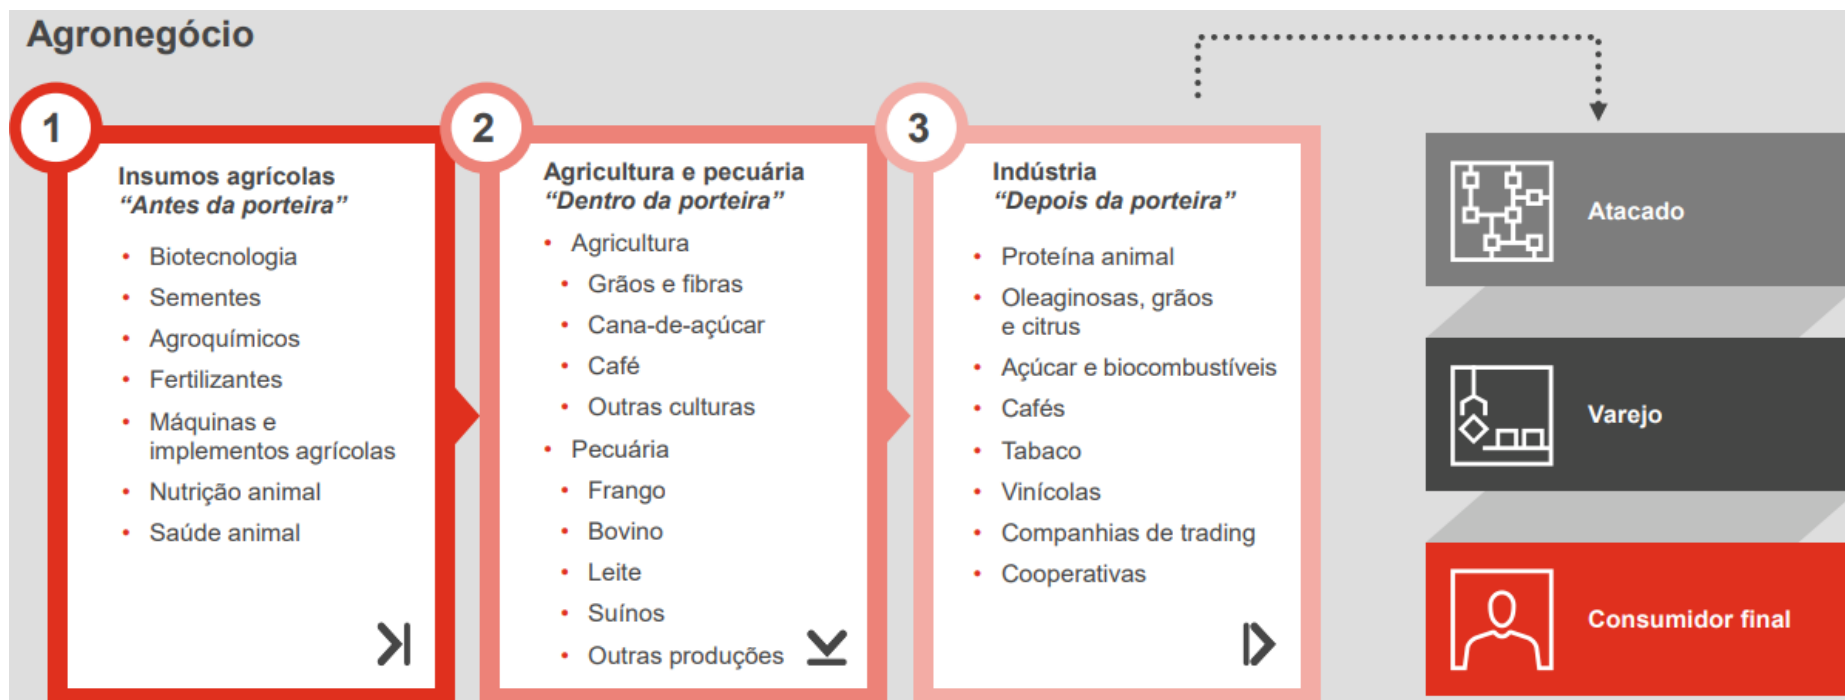 Agronegócio
1
Insumos agrícolas
“Antes da porteira”
• Biotecnologia
• Sementes
• Agroquímicos
• Fertilizantes
• Máquinas e
implementos agrícolas
• Nutrição animal
• Saúde animal
2
Agricultura e pecuária
“Dentro da porteira”
• Agricultura
• Grãos e fibras
• Cana-de-açúcar
• Café
• Outras culturas
• Pecuária
• Frango
• Bovino
• Leite
• Suínos
• Outras produções
3
Indústria
“Depois da porteira”
• Proteína animal
• Oleaginosas, grãos
e citrus
• Açúcar e biocombustíveis
• Cafés
• Tabaco
• Vinícolas
• Companhias de trading
• Cooperativas
Atacado
Varejo
Consumidor final